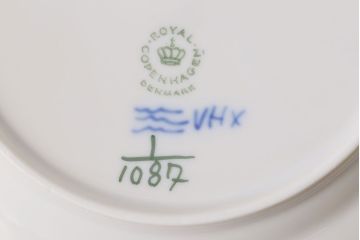 ROYAL
COPENHAGEN
DENMARK
VHX
1
1087